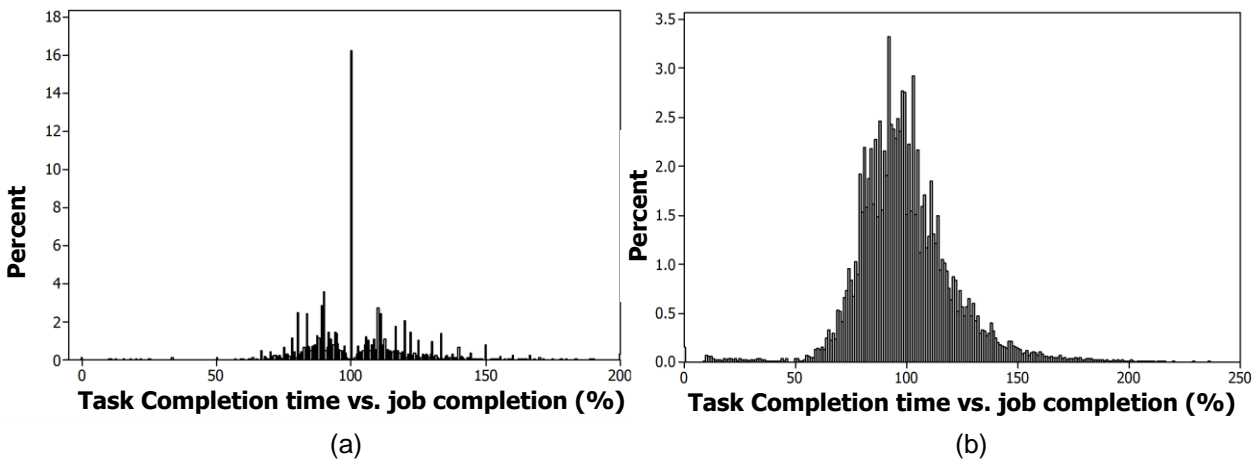 18
16
14
12
10
8
6
4
2
0
Percent
0 50 100 150 200
Task Completion time vs. job completion (%)
(a)
3.5
3.0
2.5
2.0
1.5
1.0
0.5
0.0
Percent
0 50 100 150 200 250
Task Completion time vs. job completion (%)
(b)